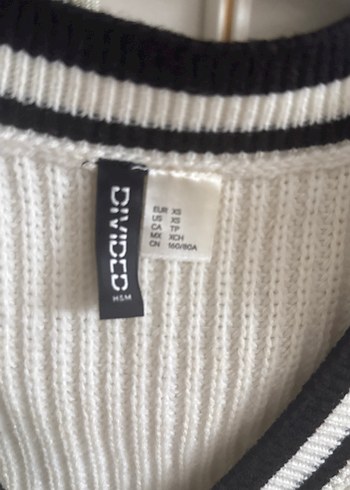 DIVIDED
H&M
EUR XS
US XS
CA TP
MX XCH
CN 160/80A